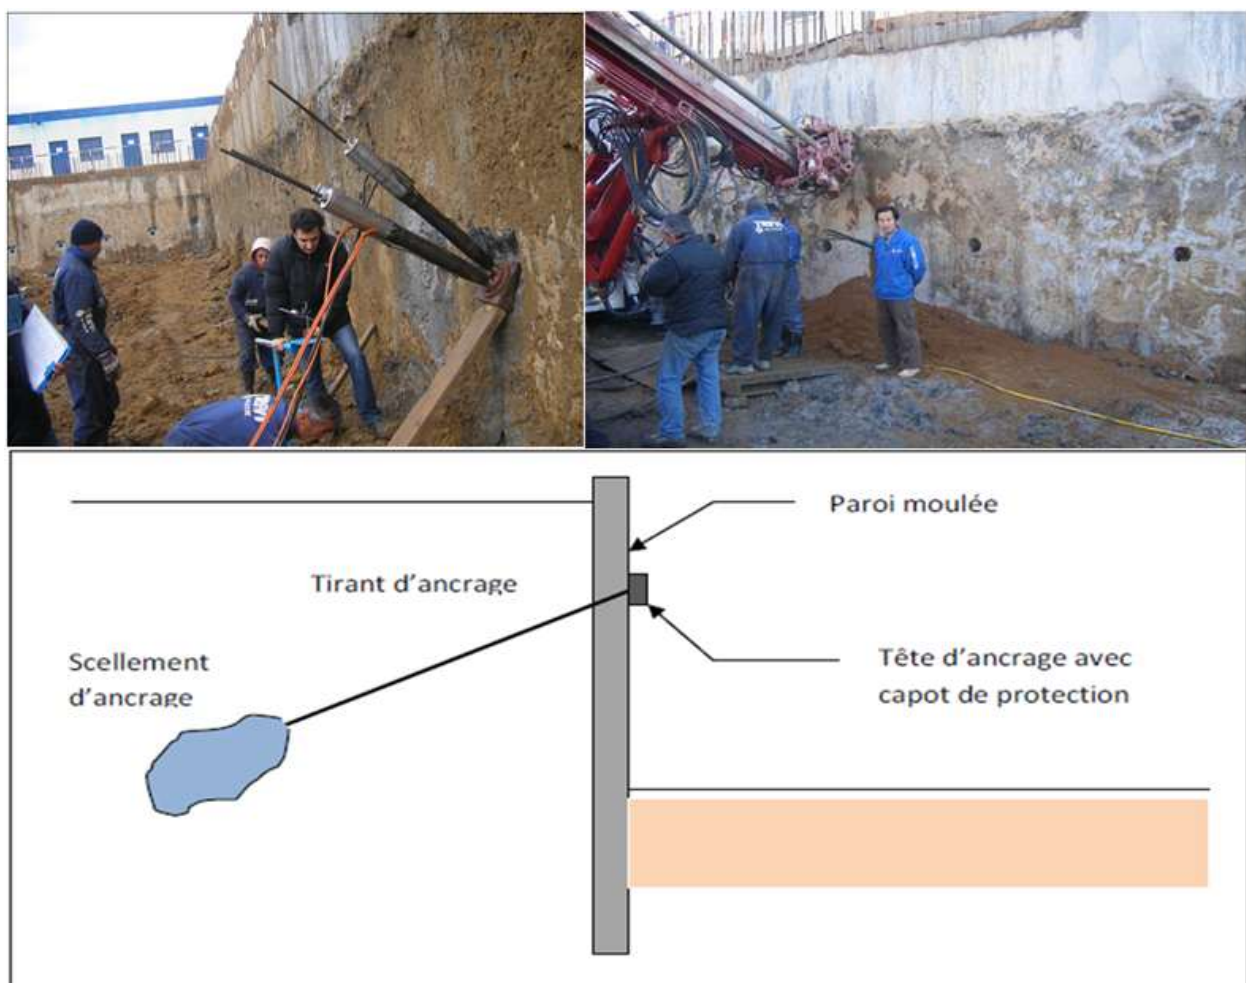 Paroi moulée
Tirant d'ancrage
Scellement
d'ancrage
Tête d'ancrage avec
capot de protection